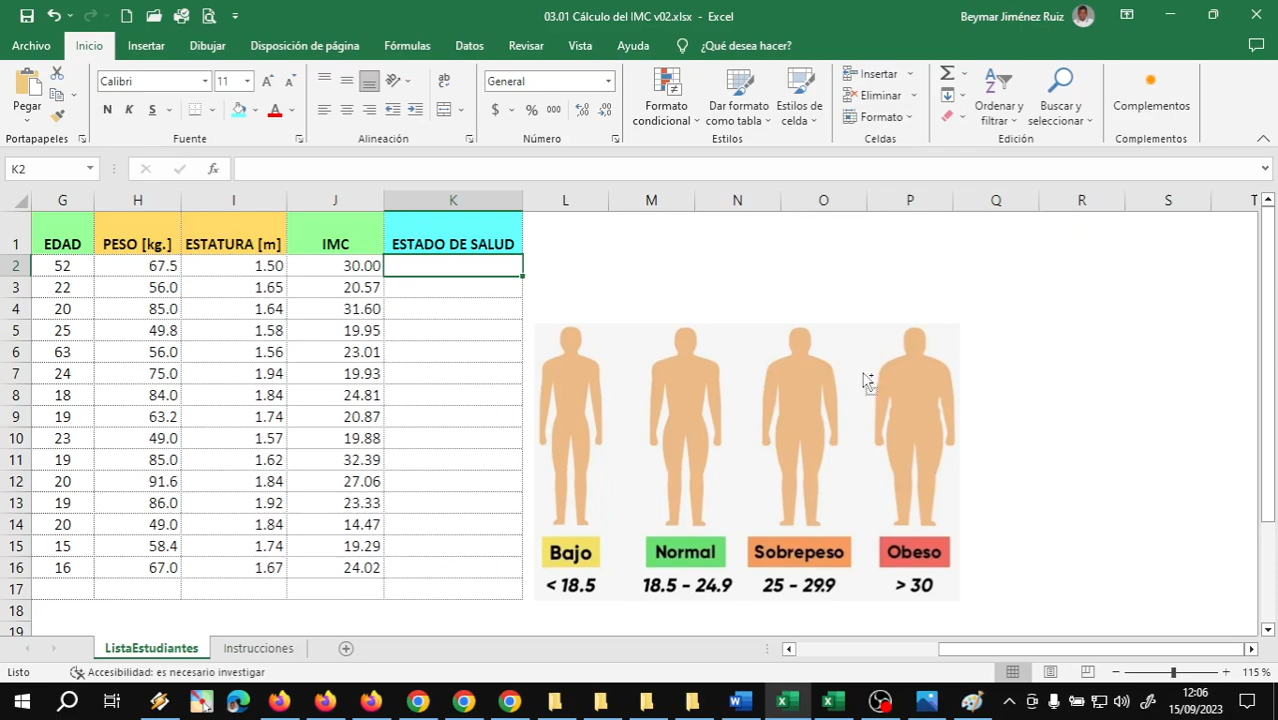 03.01 Cálculo del IMC v02.xlsx - Excel
Beymar Jiménez Ruiz
Archivo Inicio Insertar Dibujar Disposición de página Fórmulas Datos Revisar Vista Ayuda ¿Qué desea hacer?
Pegar
Calibri 11
N K S
ab
General
$ % 000
Formato condicional
Dar formato como tabla
Estilos de celda
Insertar
Eliminar
Formato
Ordenar y filtrar
Buscar y seleccionar
Complementos
Portapapeles Fuente Alineación Número Estilos Celdas Edición Complementos
K2 fx
G H I J K L M N O P Q R S T
1 EDAD PESO [kg.] ESTATURA [m] IMC ESTADO DE SALUD
2 52 67.5 1.50 30.00
3 22 56.0 1.65 20.57
4 20 85.0 1.64 31.60
5 25 49.8 1.58 19.95
6 63 56.0 1.56 23.01
7 24 75.0 1.94 19.93
8 18 84.0 1.84 24.81
9 19 63.2 1.74 20.87
10 23 49.0 1.57 19.88
11 19 85.0 1.62 32.39
12 20 91.6 1.84 27.06
13 19 86.0 1.92 23.33
14 20 49.0 1.84 14.47
15 15 58.4 1.74 19.29
16 16 67.0 1.67 24.02
17
18
19
Bajo Normal Sobrepeso Obeso
< 18.5 18.5 - 24.9 25 - 29.9 > 30
ListaEstudiantes Instrucciones
Listo Accesibilidad: es necesario investigar 115 %
12:06
15/09/2023